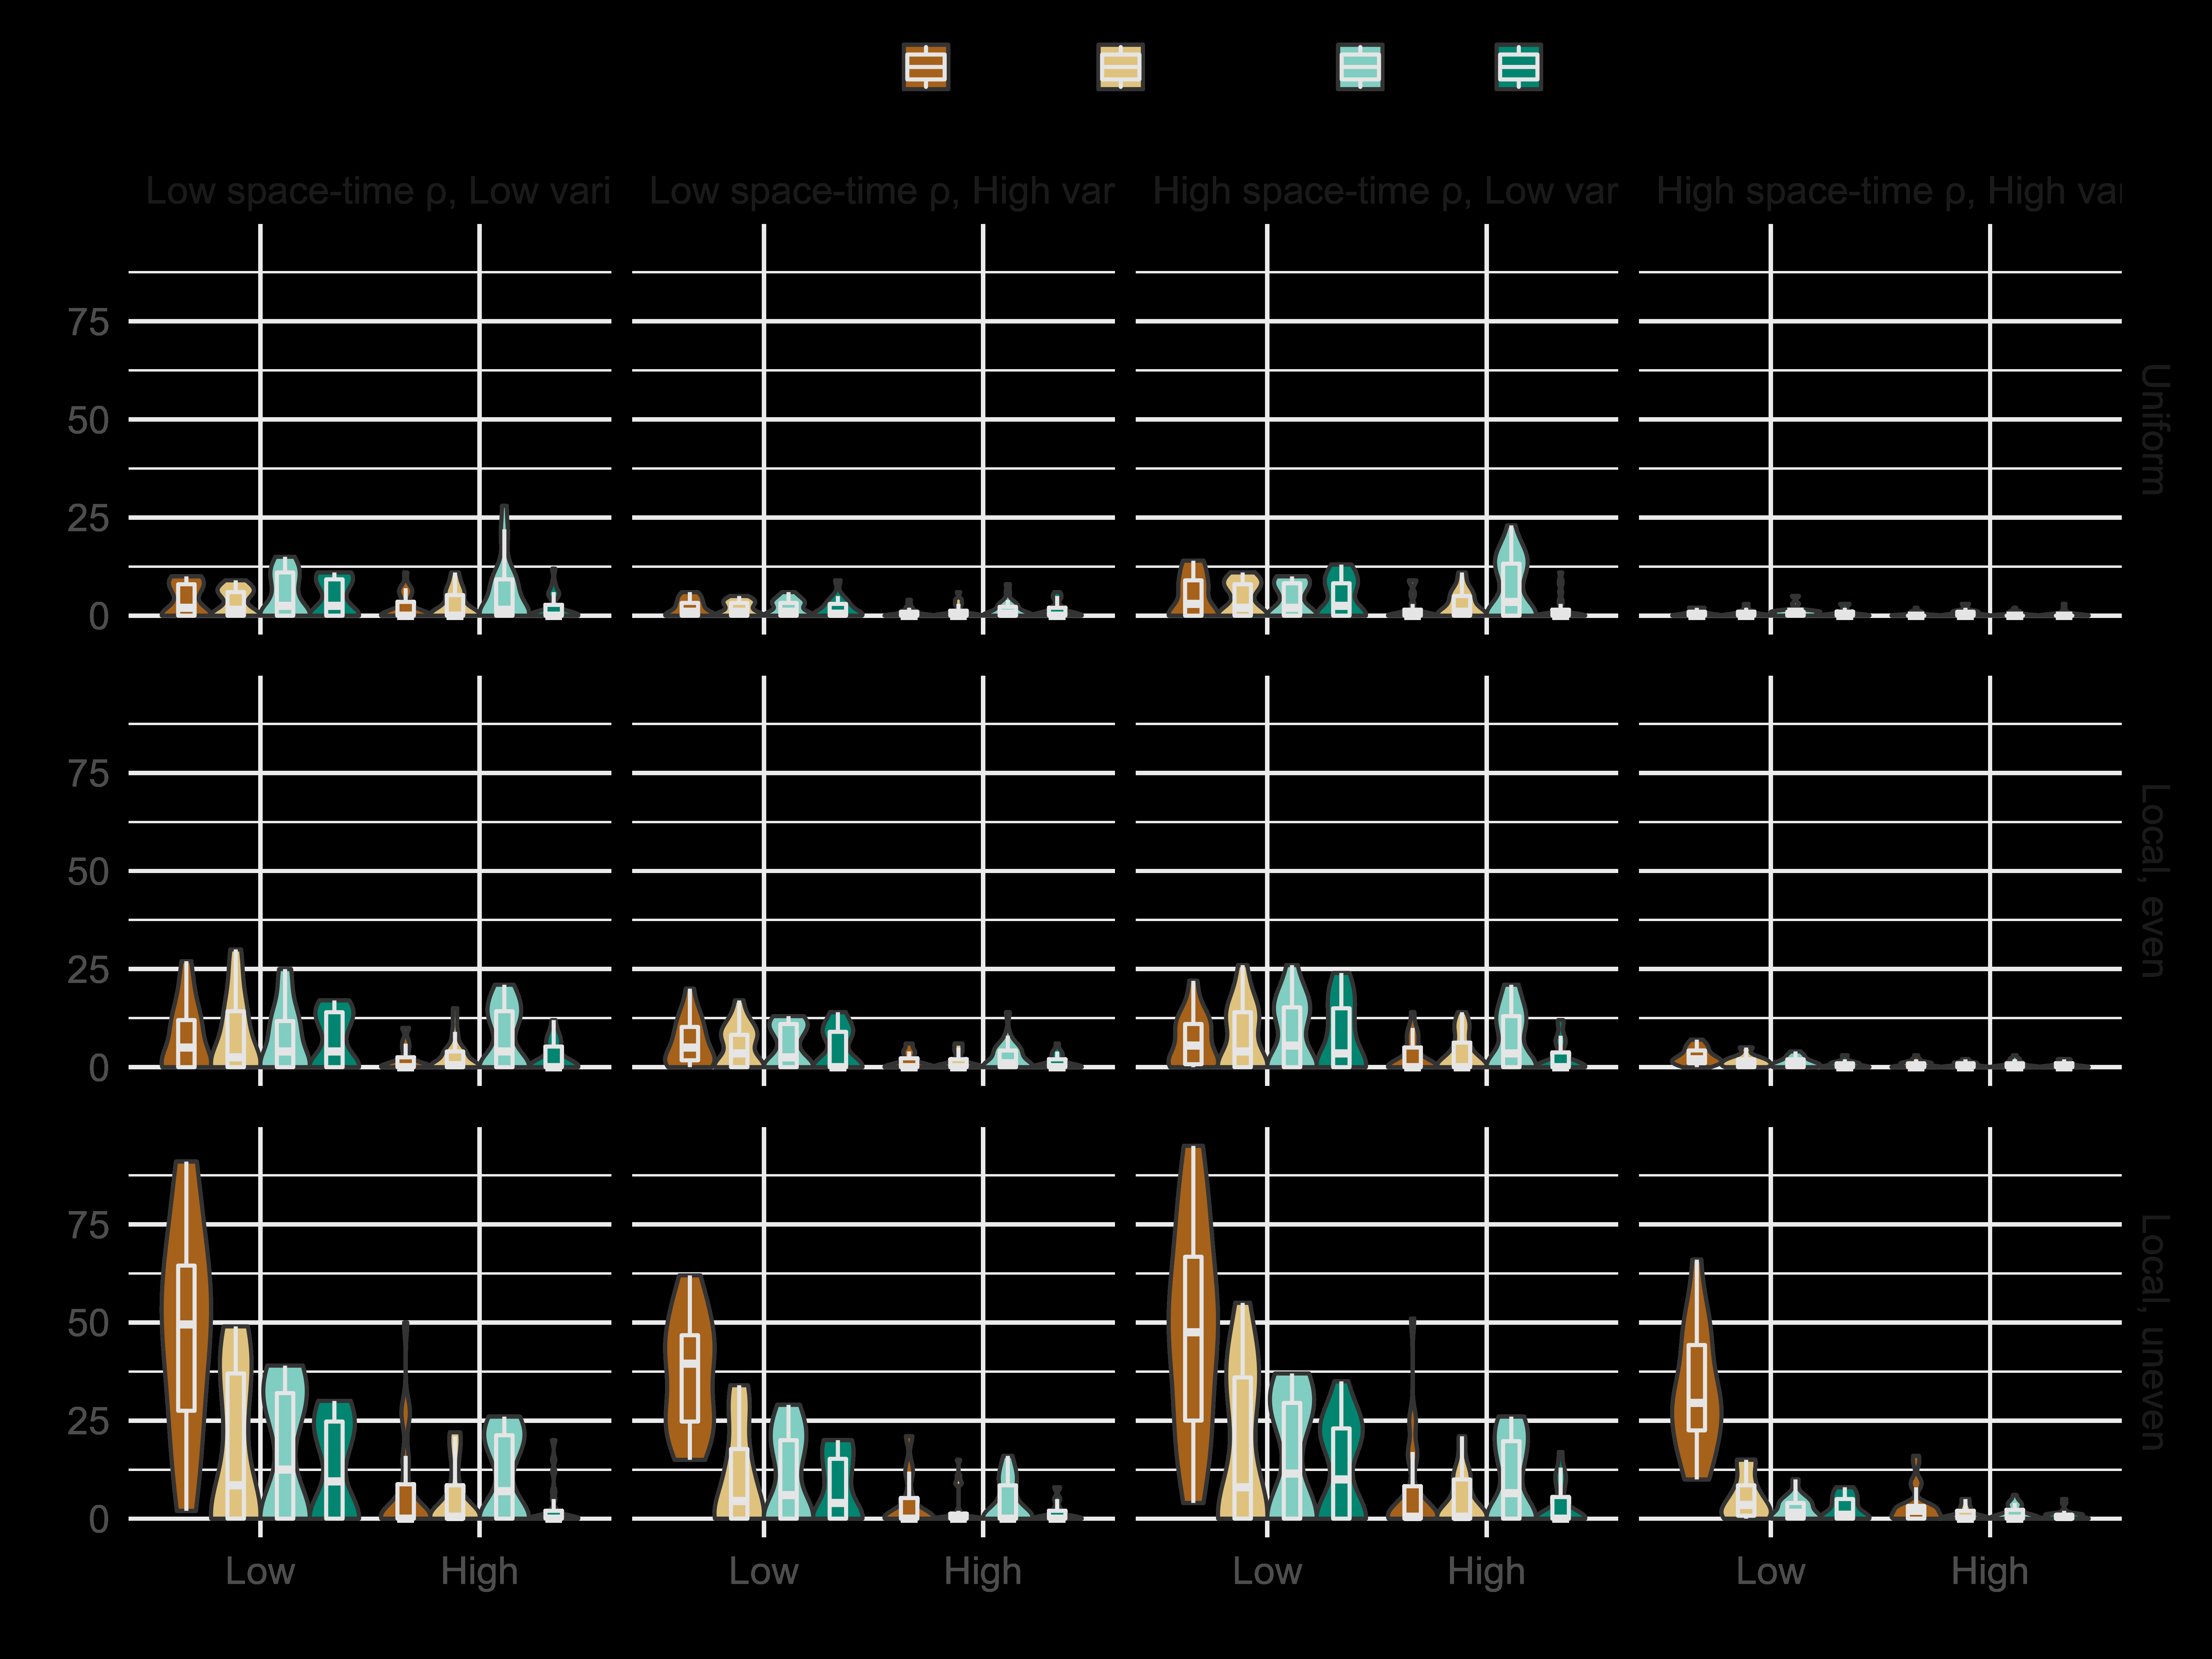 Low space-time ρ, Low vari
Low space-time ρ, High var
High space-time ρ, Low var
High space-time ρ, High va
75
50
25
0
Uniform
75
50
25
0
Local, even
75
50
25
0
Local, uneven
Low
High
Low
High
Low
High
Low
High